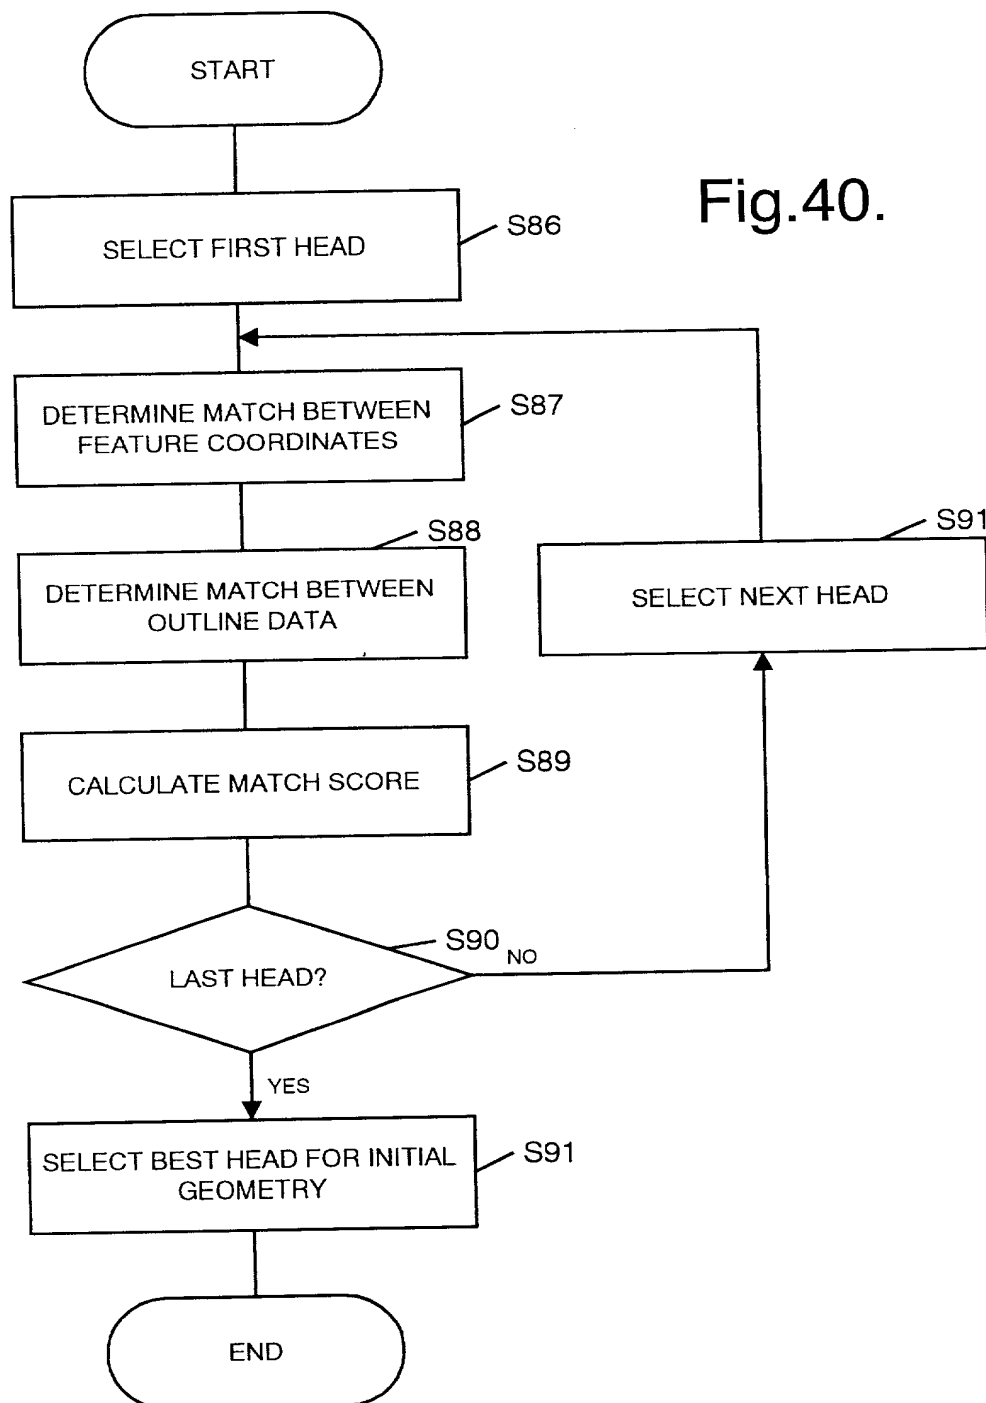 START
Fig.40.
SELECT FIRST HEAD
S86
DETERMINE MATCH BETWEEN
FEATURE COORDINATES
S87
S88
DETERMINE MATCH BETWEEN
OUTLINE DATA
S91
SELECT NEXT HEAD
CALCULATE MATCH SCORE
S89
LAST HEAD?
S90
NO
YES
SELECT BEST HEAD FOR INITIAL
GEOMETRY
S91
END